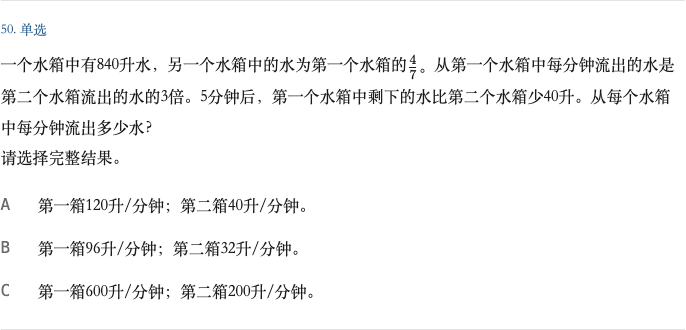 50. 单选
一个水箱中有840升水，另一个水箱中的水为第一个水箱的4/7。从第一个水箱中每分钟流出的水是
第二个水箱流出的水的3倍。5分钟后，第一个水箱中剩下的水比第二个水箱少40升。从每个水箱
中每分钟流出多少水?
请选择完整结果。
A 第一箱120升/分钟；第二箱40升/分钟。
B 第一箱96升/分钟；第二箱32升/分钟。
C 第一箱600升/分钟；第二箱200升/分钟。